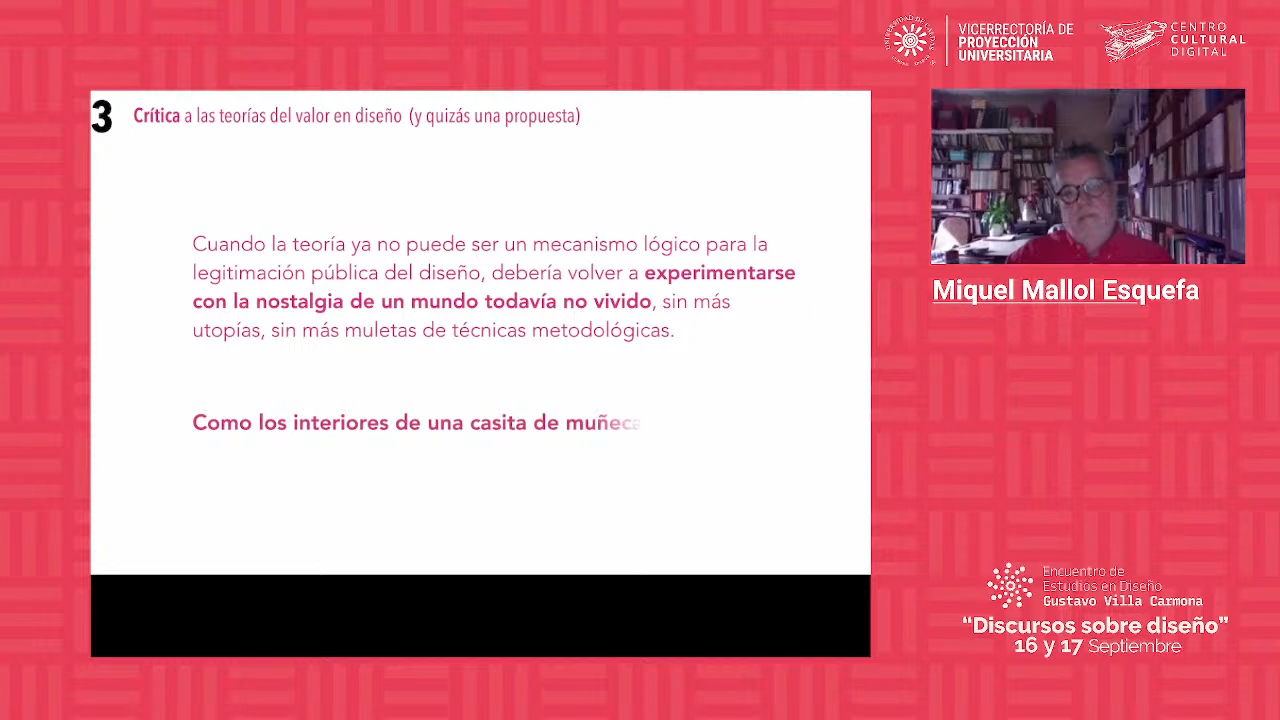 VICERRECTORÍA DE
PROYECCIÓN
UNIVERSITARIA
CENTRO
CULTURAL
DIGITAL
3 Crítica a las teorías del valor en diseño (y quizás una propuesta)
Cuando la teoría ya no puede ser un mecanismo lógico para la
legitimación pública del diseño, debería volver a experimentarse
con la nostalgia de un mundo todavía no vivido, sin más
utopías, sin más muletas de técnicas metodológicas.
Como los interiores de una casita de muñeca
Miquel Mallol Esquefa
Encuentro de
Estudios en Diseño
Gustavo Villa Carmona
“Discursos sobre diseño”
16 y 17 Septiembre